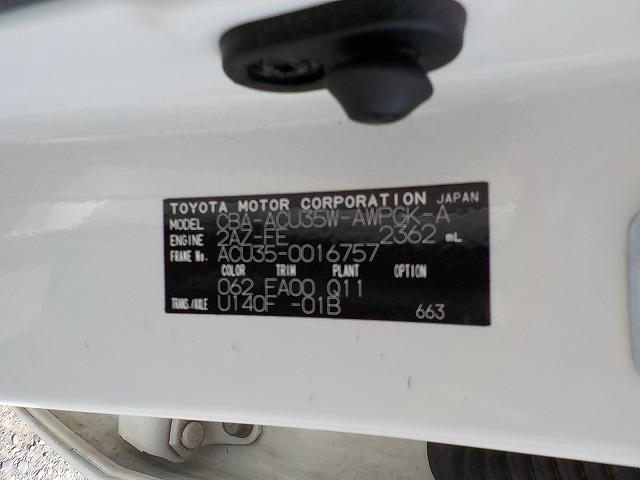 TOYOTA MOTOR CORPORATION JAPAN
MODEL CBA-ACU35W-AWPGK-A
ENGINE 2AZ-FE 2362 mL
FRAME No. ACU35-0016757
COLOR TRIM PLANT OPTION
062 FA00 Q11
TRANS./AXLE U140F -01B 663